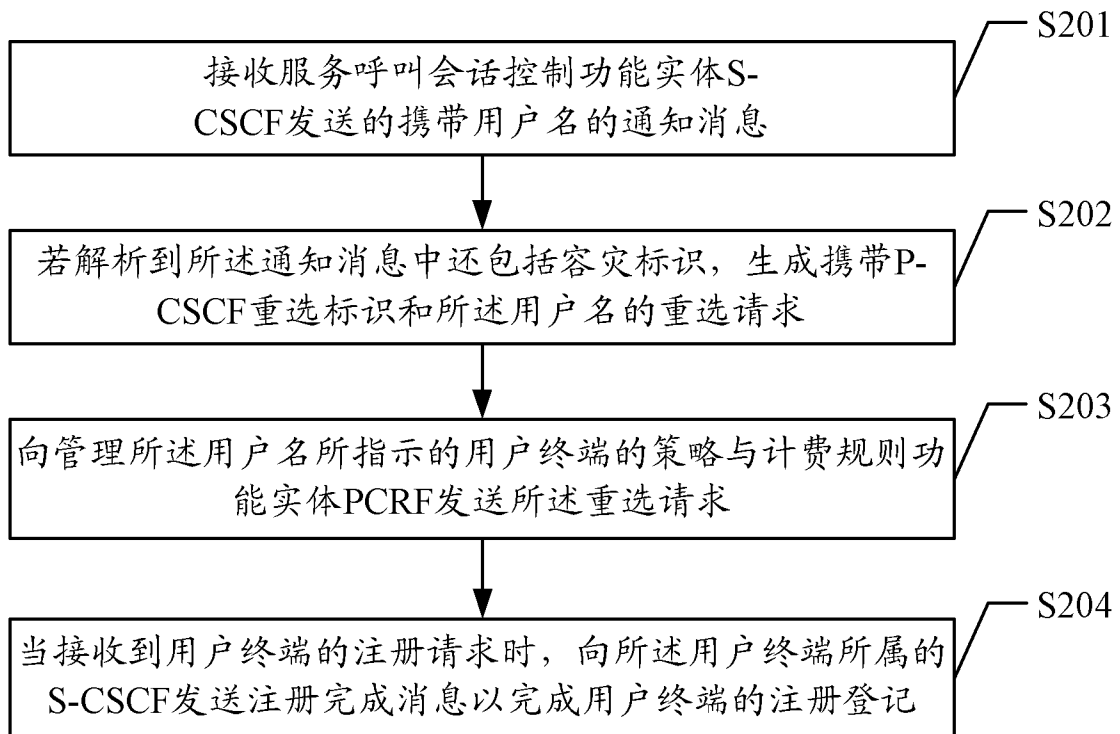 S201
接收服务呼叫会话控制功能实体S-
CSCF发送的携带用户名的通知消息
S202
若解析到所述通知消息中还包括容灾标识，生成携带P-
CSCF重选标识和所述用户名的重选请求
S203
向管理所述用户名所指示的用户终端的策略与计费规则功
能实体PCRF发送所述重选请求
S204
当接收到用户终端的注册请求时，向所述用户终端所属的
S-CSCF发送注册完成消息以完成用户终端的注册登记